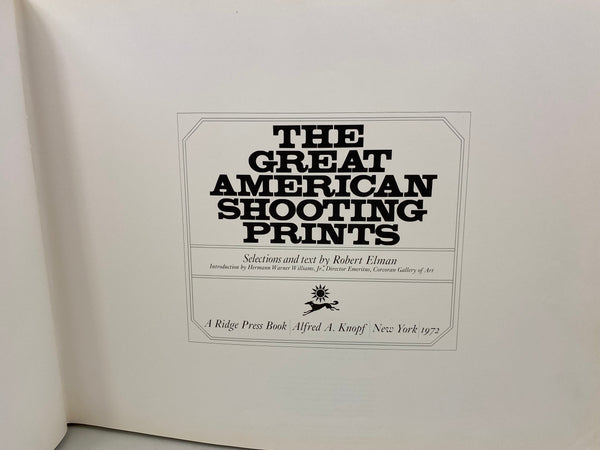 THE
GREAT
AMERICAN
SHOOTING
PRINTS
Selections and text by Robert Elman
Introduction by Hermann Warner Williams, Jr., Director Emeritus, Corcoran Gallery of Art
A Ridge Press Book | Alfred A. Knopf | New York | 1972